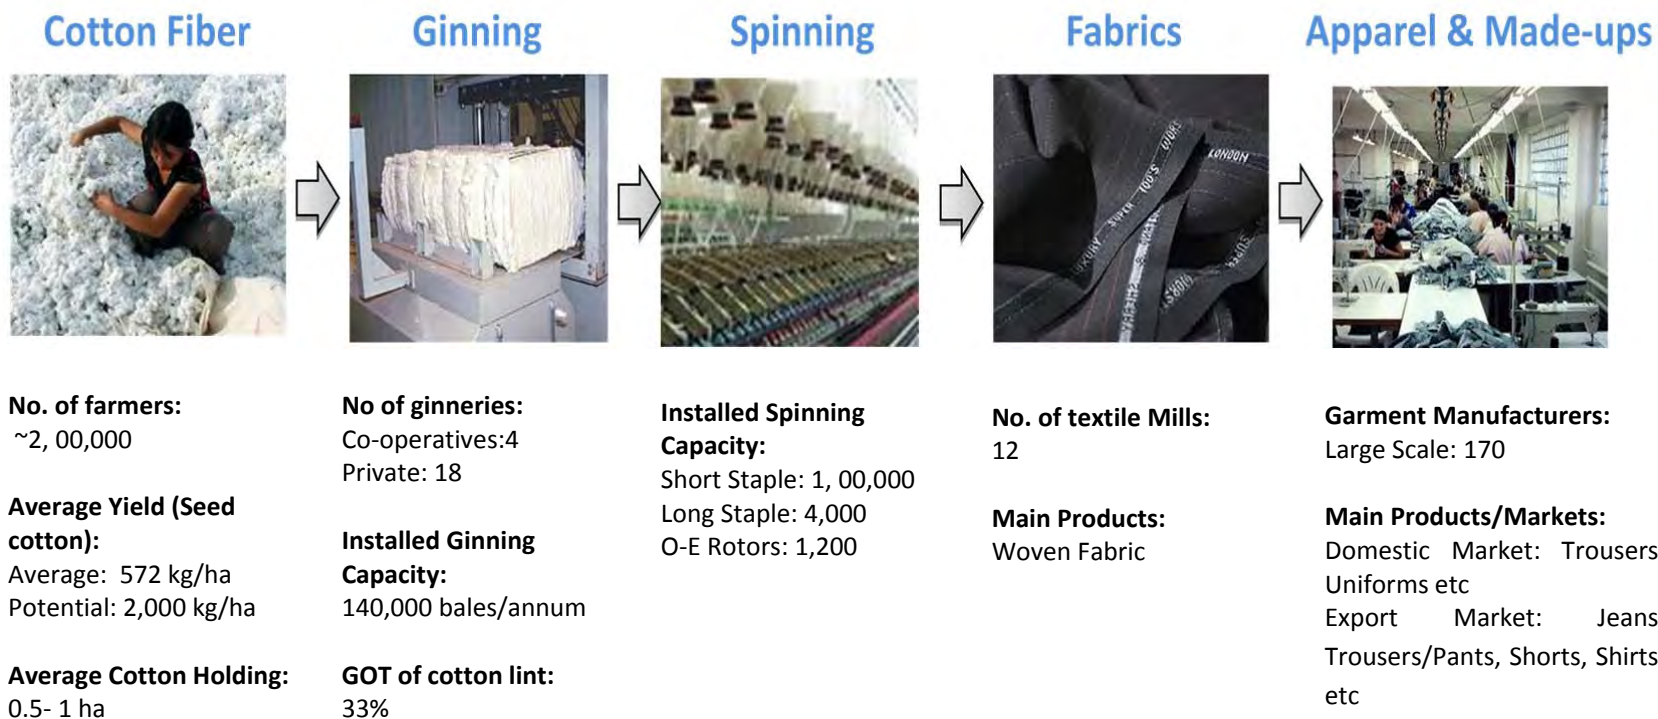 Cotton Fiber
Ginning
Spinning
Fabrics
Apparel & Made-ups
SUPER 100'S
LONDON
No. of farmers:
~2, 00,000
Average Yield (Seed
cotton):
Average: 572 kg/ha
Potential: 2,000 kg/ha
Average Cotton Holding:
0.5- 1 ha
No of ginneries:
Co-operatives:4
Private: 18
Installed Ginning
Capacity:
140,000 bales/annum
GOT of cotton lint:
33%
Installed Spinning
Capacity:
Short Staple: 1, 00,000
Long Staple: 4,000
O-E Rotors: 1,200
No. of textile Mills:
12
Main Products:
Woven Fabric
Garment Manufacturers:
Large Scale: 170
Main Products/Markets:
Domestic Market: Trousers
Uniforms etc
Export Market: Jeans
Trousers/Pants, Shorts, Shirts
etc